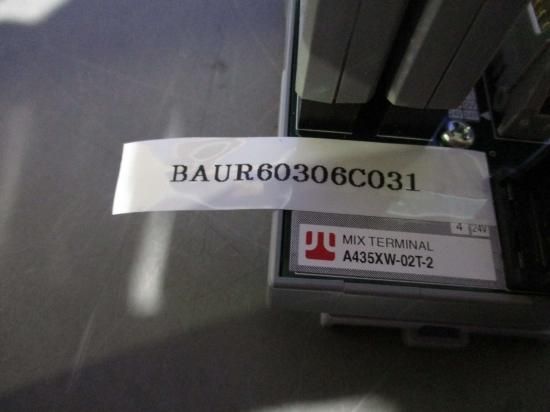 BAUR60306C031
4 24V
MIX TERMINAL
A435XW-02T-2